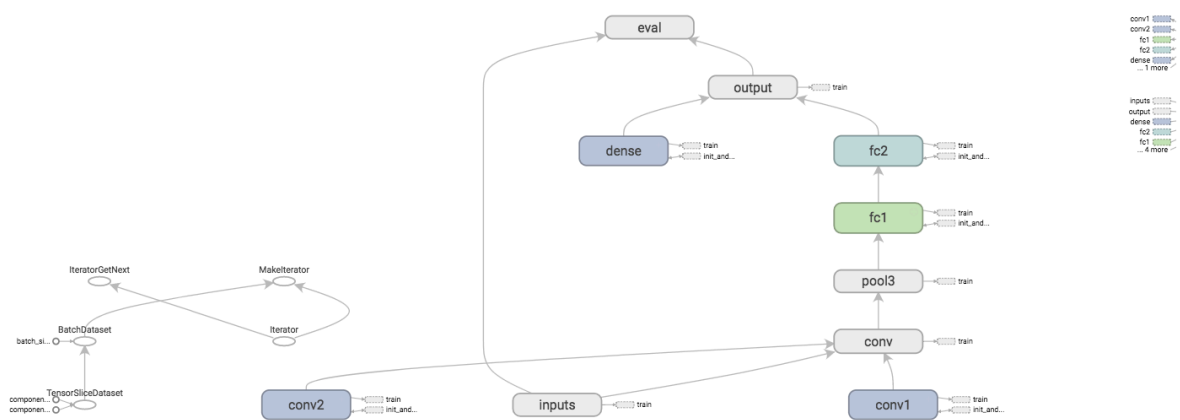 eval
output
train
dense
train
init_and...
fc2
train
init_and...
fc1
train
init_and...
pool3
train
conv
train
conv2
train
init_and...
inputs
train
conv1
train
init_and...
IteratorGetNext
MakeIterator
BatchDataset
batch_si...
Iterator
TensorSliceDataset
componen...
componen...
conv1
conv2
fc1
fc2
dense
... 1 more
inputs
output
dense
fc2
fc1
... 4 more